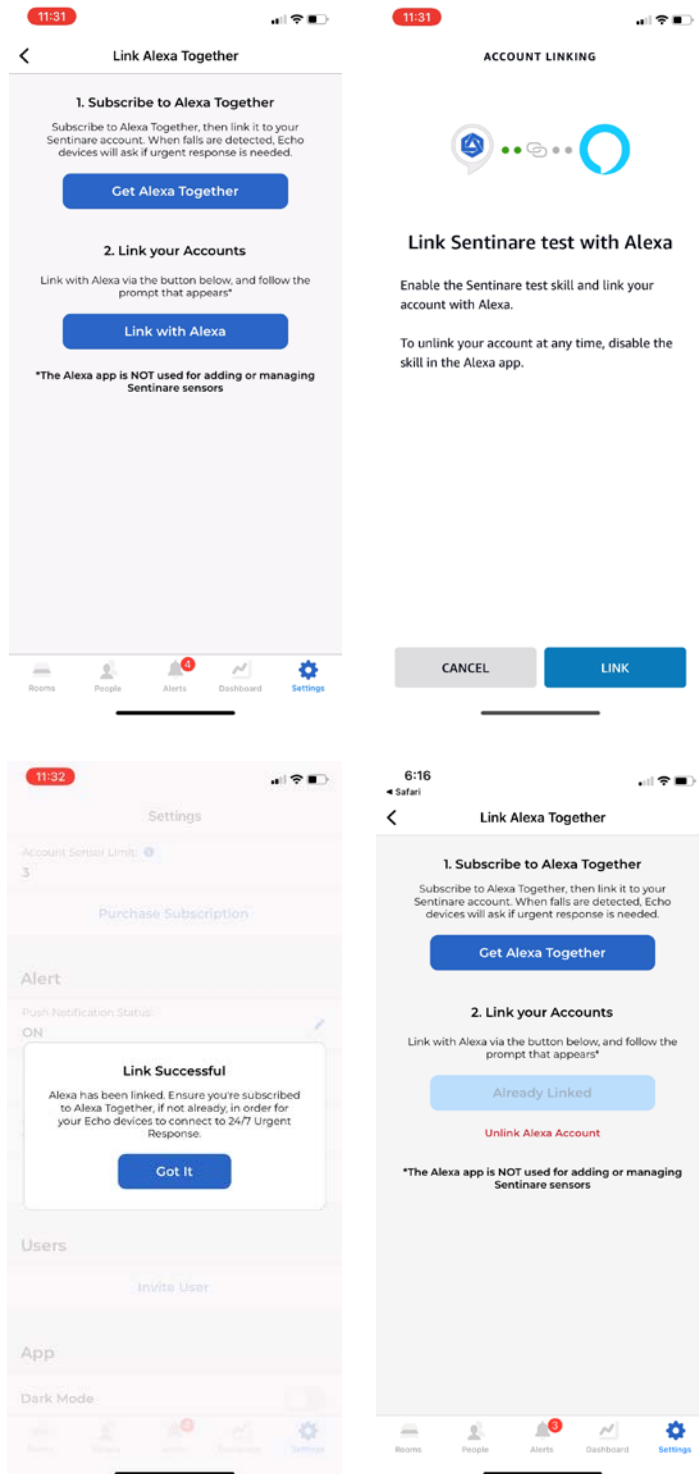 11:31
Link Alexa Together
1. Subscribe to Alexa Together
Subscribe to Alexa Together, then link it to your
Sentinare account. When falls are detected, Echo
devices will ask if urgent response is needed.
Get Alexa Together
2. Link your Accounts
Link with Alexa via the button below, and follow the
prompt that appears*
Link with Alexa
*The Alexa app is NOT used for adding or managing
Sentinare sensors
4
Rooms People Alerts Dashboard Settings
11:31
ACCOUNT LINKING
Link Sentinare test with Alexa
Enable the Sentinare test skill and link your
account with Alexa.
To unlink your account at any time, disable the
skill in the Alexa app.
CANCEL LINK
11:32
Settings
Account Sensor Limit:
3
Purchase Subscription
Alert
Push Notification Status:
ON
Link Successful
Alexa has been linked. Ensure you're subscribed
to Alexa Together, if not already, in order for
your Echo devices to connect to 24/7 Urgent
Response.
Got It
Users
Invite User
App
Dark Mode
4
Rooms People Alerts Dashboard Settings
6:16
Safari
Link Alexa Together
1. Subscribe to Alexa Together
Subscribe to Alexa Together, then link it to your
Sentinare account. When falls are detected, Echo
devices will ask if urgent response is needed.
Get Alexa Together
2. Link your Accounts
Link with Alexa via the button below, and follow the
prompt that appears*
Already Linked
Unlink Alexa Account
*The Alexa app is NOT used for adding or managing
Sentinare sensors
3
Rooms People Alerts Dashboard Settings